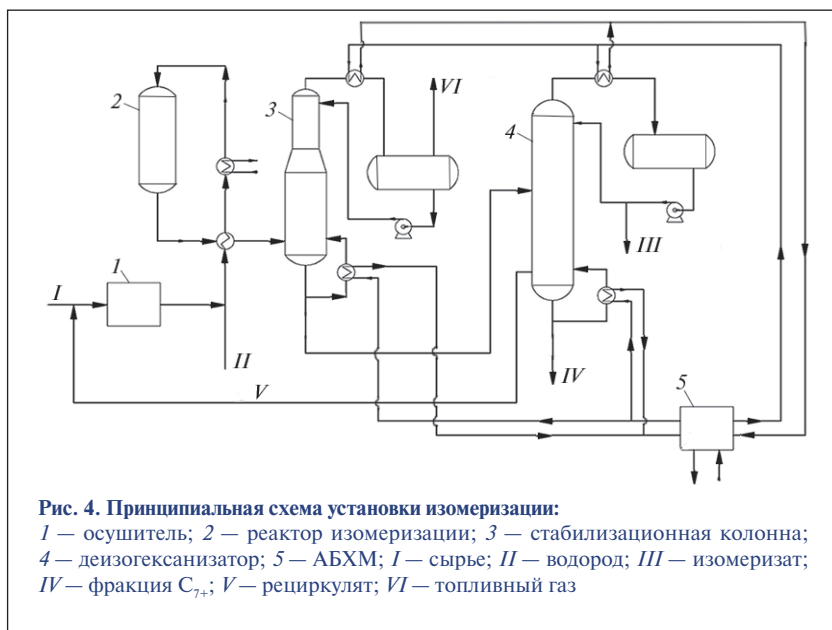 VI
2
3
4
1
I
III
II
IV
V
5
Рис. 4. Принципиальная схема установки изомеризации:
1 — осушитель; 2 — реактор изомеризации; 3 — стабилизационная колонна;
4 — деизогексанизатор; 5 — АБХМ; I — сырье; II — водород; III — изомеризат;
IV — фракция C₇₊; V — рециркулят; VI — топливный газ